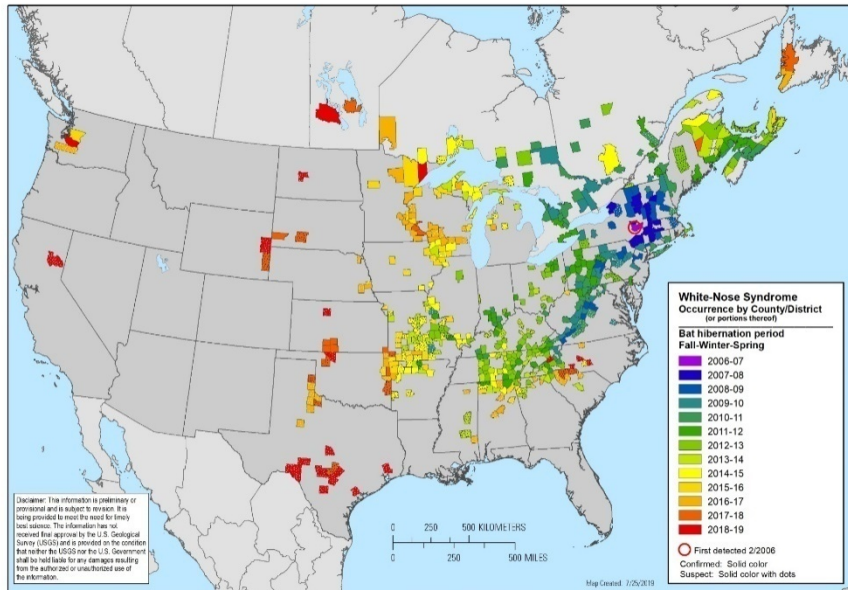 White-Nose Syndrome
Occurrence by County/District
(or portions thereof)
Bat hibernation period
Fall-Winter-Spring
2006-07
2007-08
2008-09
2009-10
2010-11
2011-12
2012-13
2013-14
2014-15
2015-16
2016-17
2017-18
2018-19
First detected 2/2006
Confirmed: Solid color
Suspect: Solid color with dots
Disclaimer: This information is preliminary or
provisional and is subject to revision. It is
being provided to meet the need for timely
best science. The information has not
received final approval by the U.S. Geological
Survey (USGS) and is provided on the condition
that neither the USGS nor the U.S. Government
shall be held liable for any damages resulting
from the authorized or unauthorized use of
the information.
0 250 500 KILOMETERS
0 250 500 MILES
Map Created: 7/25/2019